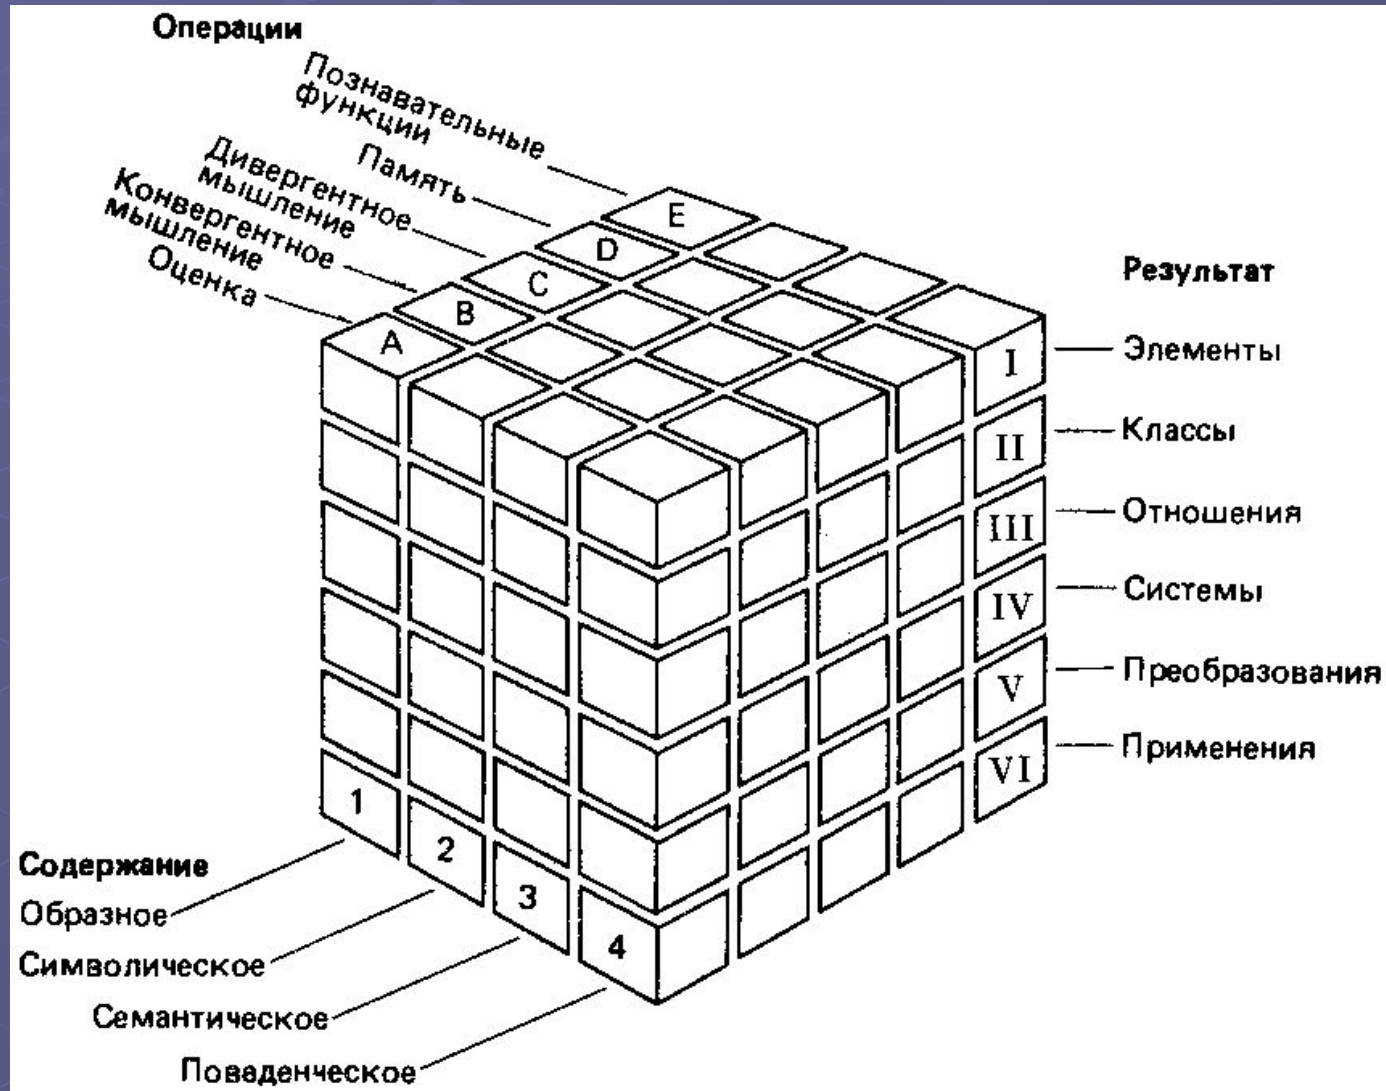 Операции
Познавательные
функции
Память
Дивергентное
мышление
Конвергентное
мышление
Оценка
E
D
C
B
A
Результат
I
Элементы
II
Классы
III
Отношения
IV
Системы
V
Преобразования
VI
Применения
1
2
3
4
Содержание
Образное
Символическое
Семантическое
Поваденческое